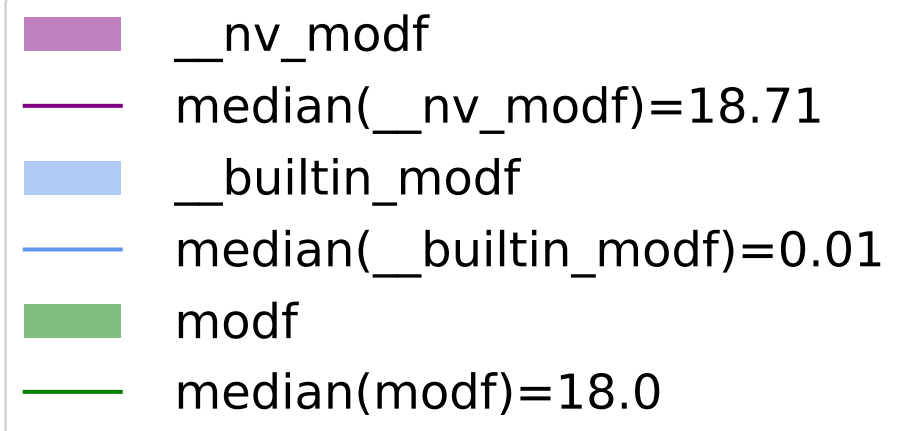 __nv_modf
median(__nv_modf)=18.71
__builtin_modf
median(__builtin_modf)=0.01
modf
median(modf)=18.0